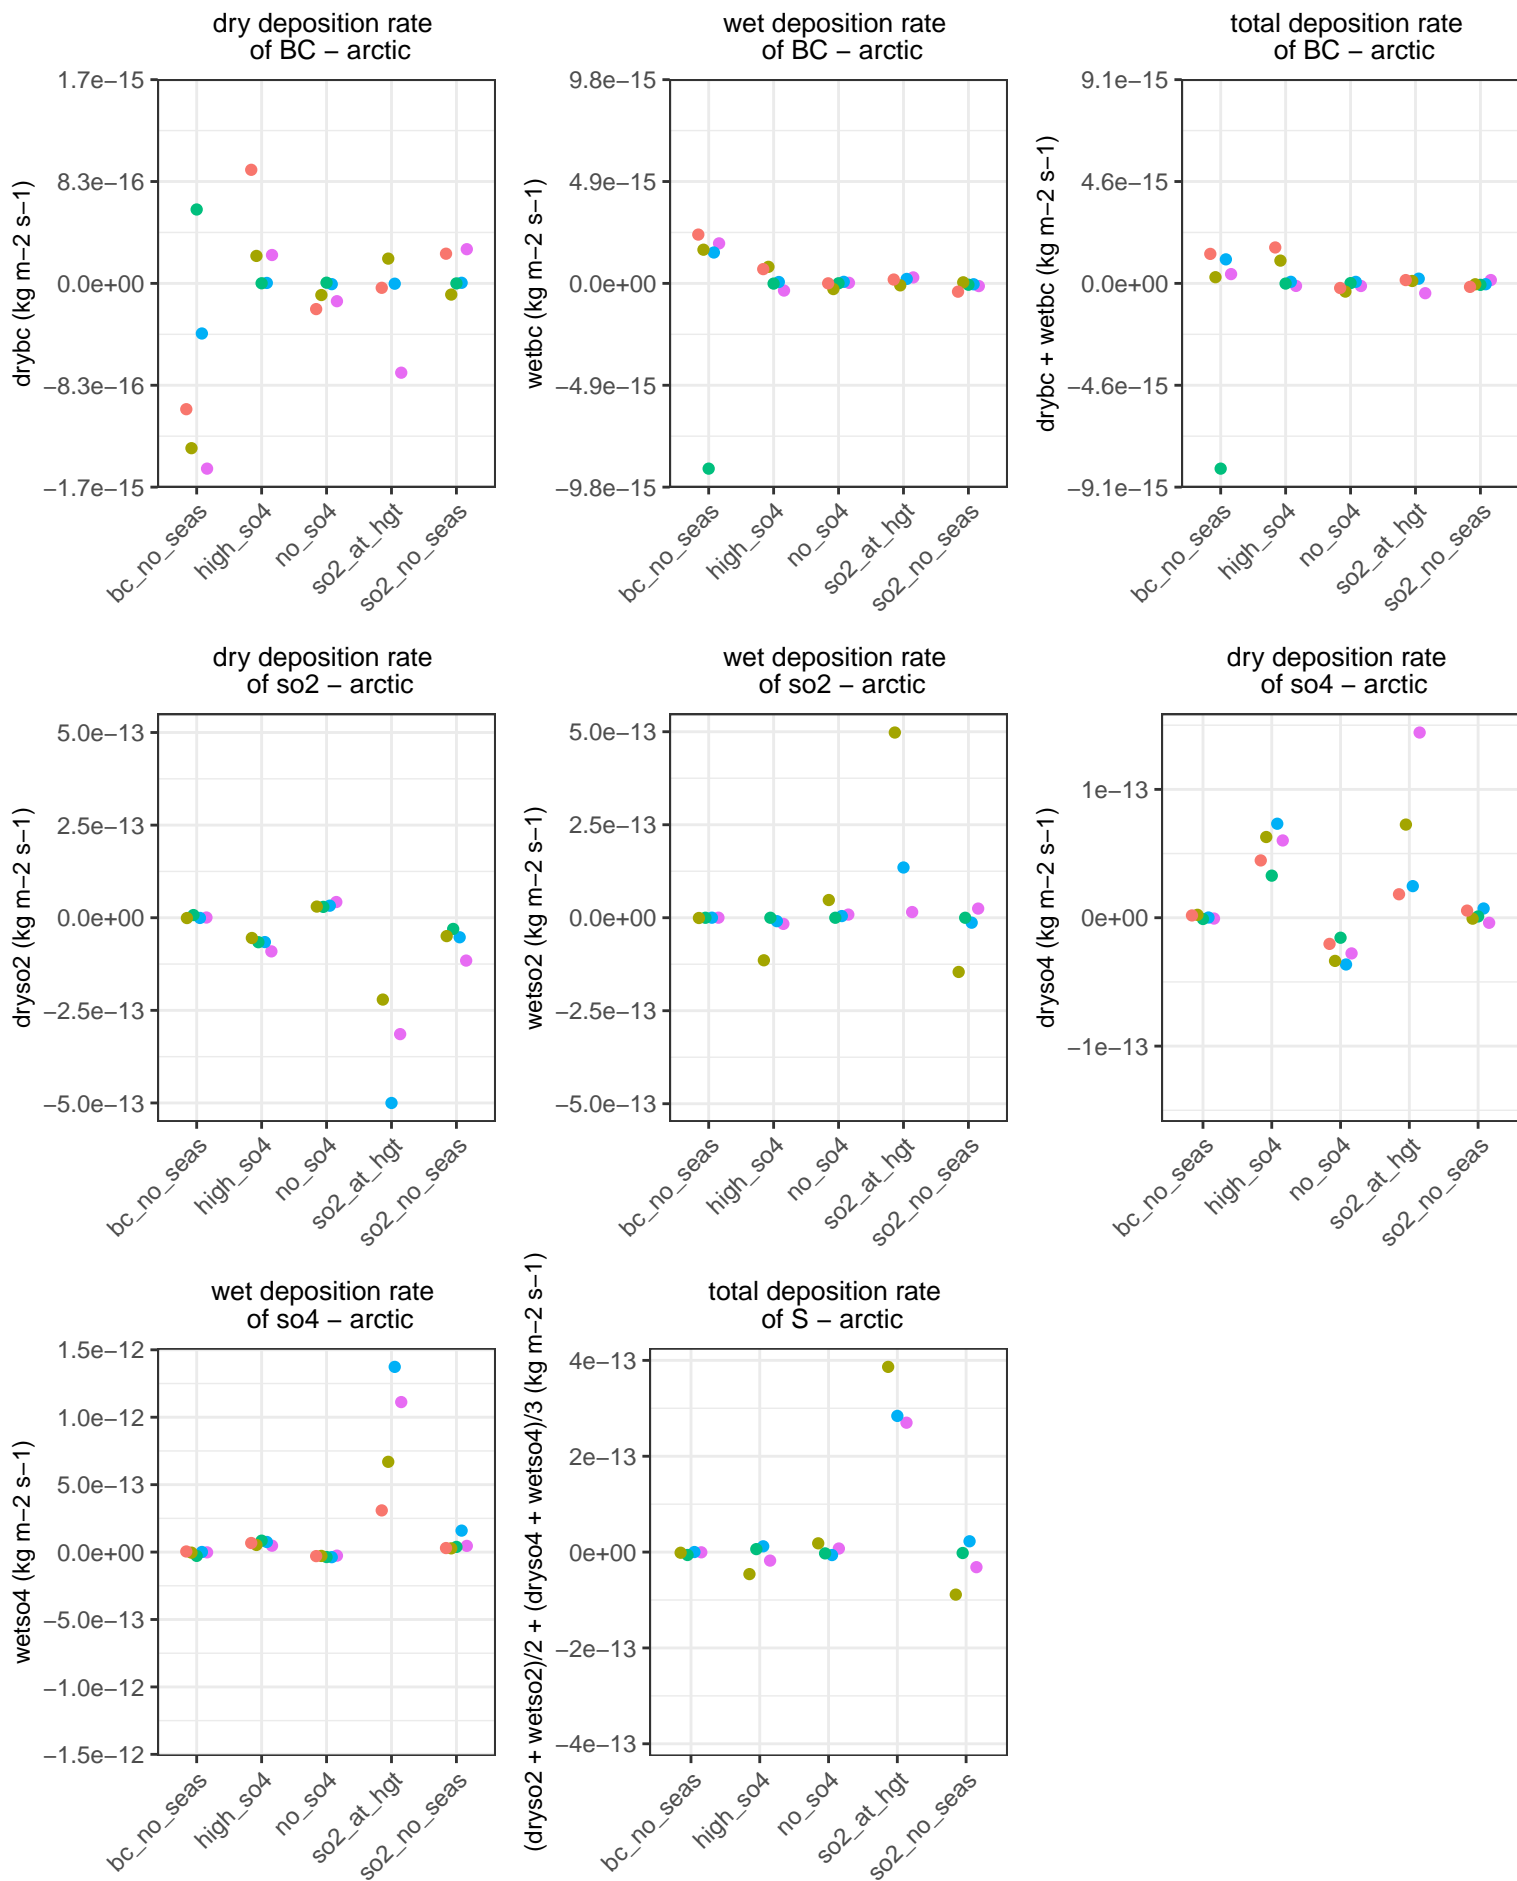 dry deposition rate
of BC – arctic
drybc (kg m−2 s−1)
1.7e−15
8.3e−16
0.0e+00
−8.3e−16
−1.7e−15
bc_no_seas
high_so4
no_so4
so2_at_hgt
so2_no_seas
wet deposition rate
of BC – arctic
wetbc (kg m−2 s−1)
9.8e−15
4.9e−15
0.0e+00
−4.9e−15
−9.8e−15
bc_no_seas
high_so4
no_so4
so2_at_hgt
so2_no_seas
total deposition rate
of BC – arctic
drybc + wetbc (kg m−2 s−1)
9.1e−15
4.6e−15
0.0e+00
−4.6e−15
−9.1e−15
bc_no_seas
high_so4
no_so4
so2_at_hgt
so2_no_seas
dry deposition rate
of so2 – arctic
dryso2 (kg m−2 s−1)
5.0e−13
2.5e−13
0.0e+00
−2.5e−13
−5.0e−13
bc_no_seas
high_so4
no_so4
so2_at_hgt
so2_no_seas
wet deposition rate
of so2 – arctic
wetso2 (kg m−2 s−1)
5.0e−13
2.5e−13
0.0e+00
−2.5e−13
−5.0e−13
bc_no_seas
high_so4
no_so4
so2_at_hgt
so2_no_seas
dry deposition rate
of so4 – arctic
dryso4 (kg m−2 s−1)
1e−13
0e+00
−1e−13
bc_no_seas
high_so4
no_so4
so2_at_hgt
so2_no_seas
wet deposition rate
of so4 – arctic
wetso4 (kg m−2 s−1)
1.5e−12
1.0e−12
5.0e−13
0.0e+00
−5.0e−13
−1.0e−12
−1.5e−12
bc_no_seas
high_so4
no_so4
so2_at_hgt
so2_no_seas
total deposition rate
of S – arctic
(dryso2 + wetso2)/2 + (dryso4 + wetso4)/3 (kg m−2 s−1)
4e−13
2e−13
0e+00
−2e−13
−4e−13
bc_no_seas
high_so4
no_so4
so2_at_hgt
so2_no_seas